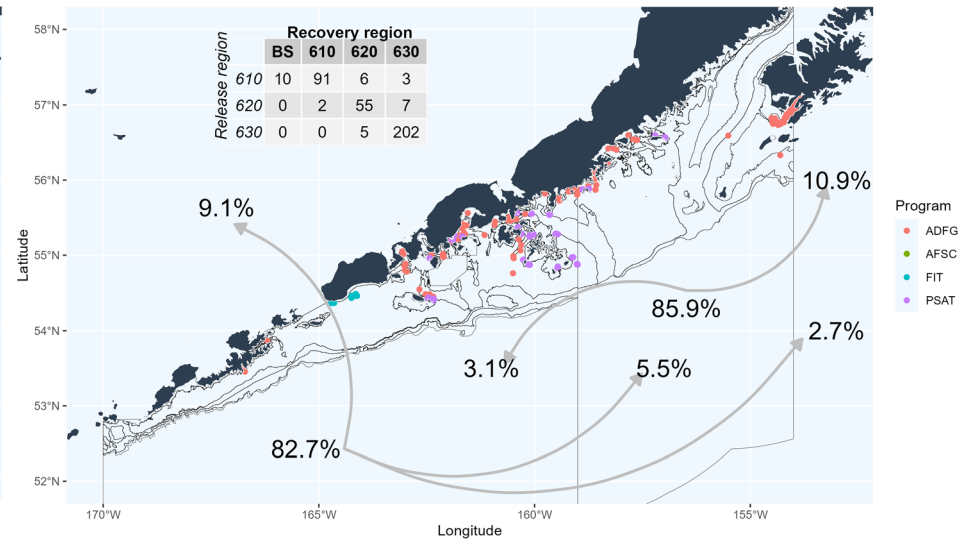 Recovery region
Release region
BS 610 620 630
610 10 91 6 3
620 0 2 55 7
630 0 0 5 202
58°N
57°N
56°N
55°N
54°N
53°N
52°N
Latitude
9.1%
10.9%
85.9%
2.7%
3.1%
5.5%
82.7%
170°W 165°W 160°W 155°W
Longitude
Program
ADFG
AFSC
FIT
PSAT